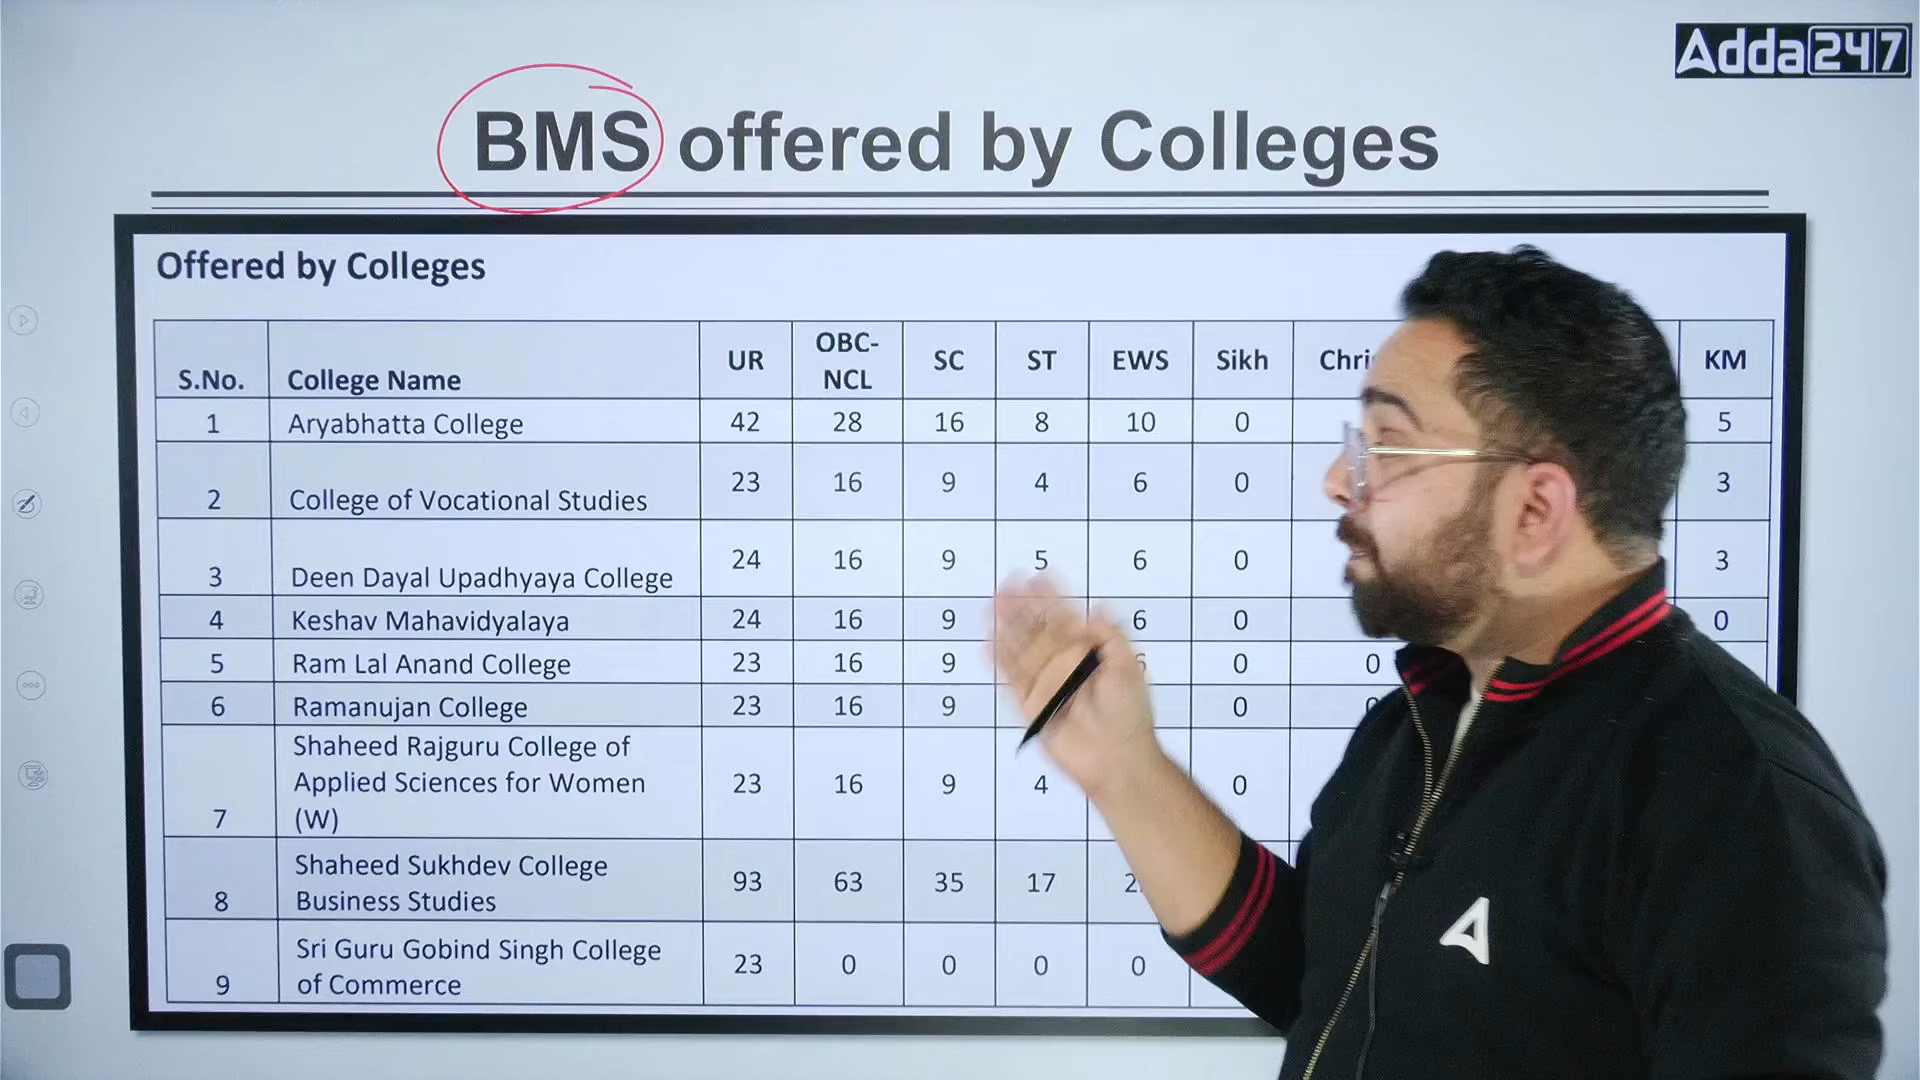 Adda247
BMS offered by Colleges
Offered by Colleges
S.No. College Name UR OBC-NCL SC ST EWS Sikh KM
1 Aryabhatta College 42 28 16 8 10 0 5
2 College of Vocational Studies 23 16 9 4 6 0 3
3 Deen Dayal Upadhyaya College 24 16 9 5 6 0 3
4 Keshav Mahavidyalaya 24 16 9 6 0 0
5 Ram Lal Anand College 23 16 9 0 0
6 Ramanujan College 23 16 9 0
Shaheed Rajguru College of
Applied Sciences for Women
7 (W) 23 16 9 4 0
Shaheed Sukhdev College
8 Business Studies 93 63 35 17
Sri Guru Gobind Singh College
9 of Commerce 23 0 0 0 0